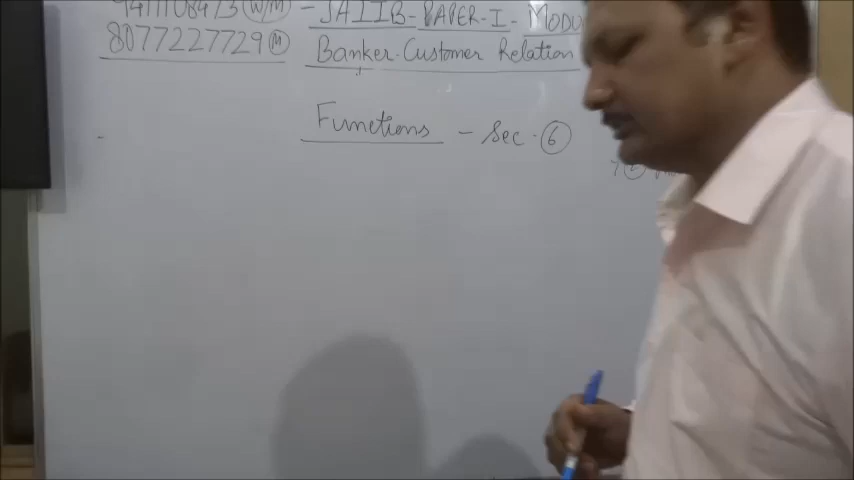 - JAIIB-PAPER-I- MODU
8077227729 (M)
Banker-Customer Relation
Functions - Sec. 6